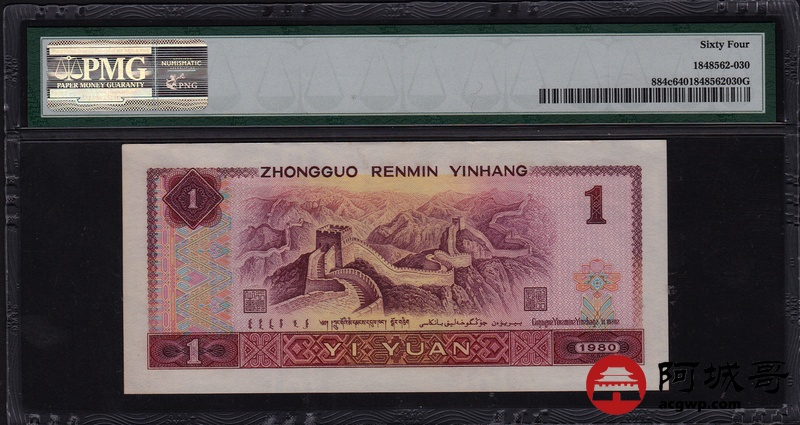 PMG
PAPER MONEY GUARANTY
NUMISMATIC
PNG
Sixty Four
1848562-030
884c6401848562030G
ZHONGGUO RENMIN YINHANG
1
1
1
YI YUAN
1980
阿城哥
acgwp.com